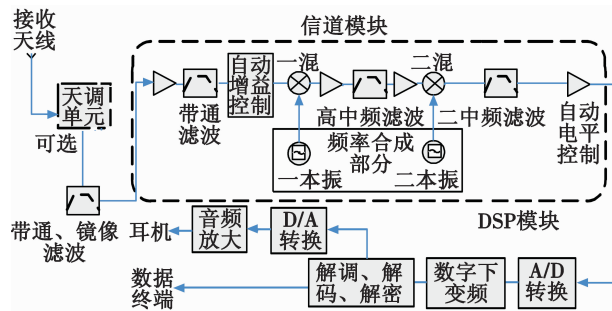 接收
天线
信道模块
天调
单元
可选
带通、镜像
滤波
带通
滤波
自动
增益
控制
一混
高中频滤波
二混
二中频滤波
自动
电平
控制
频率合成
部分
一本振
二本振
DSP模块
耳机
音频
放大
D/A
转换
数据
终端
解调、解
码、解密
数字下
变频
A/D
转换